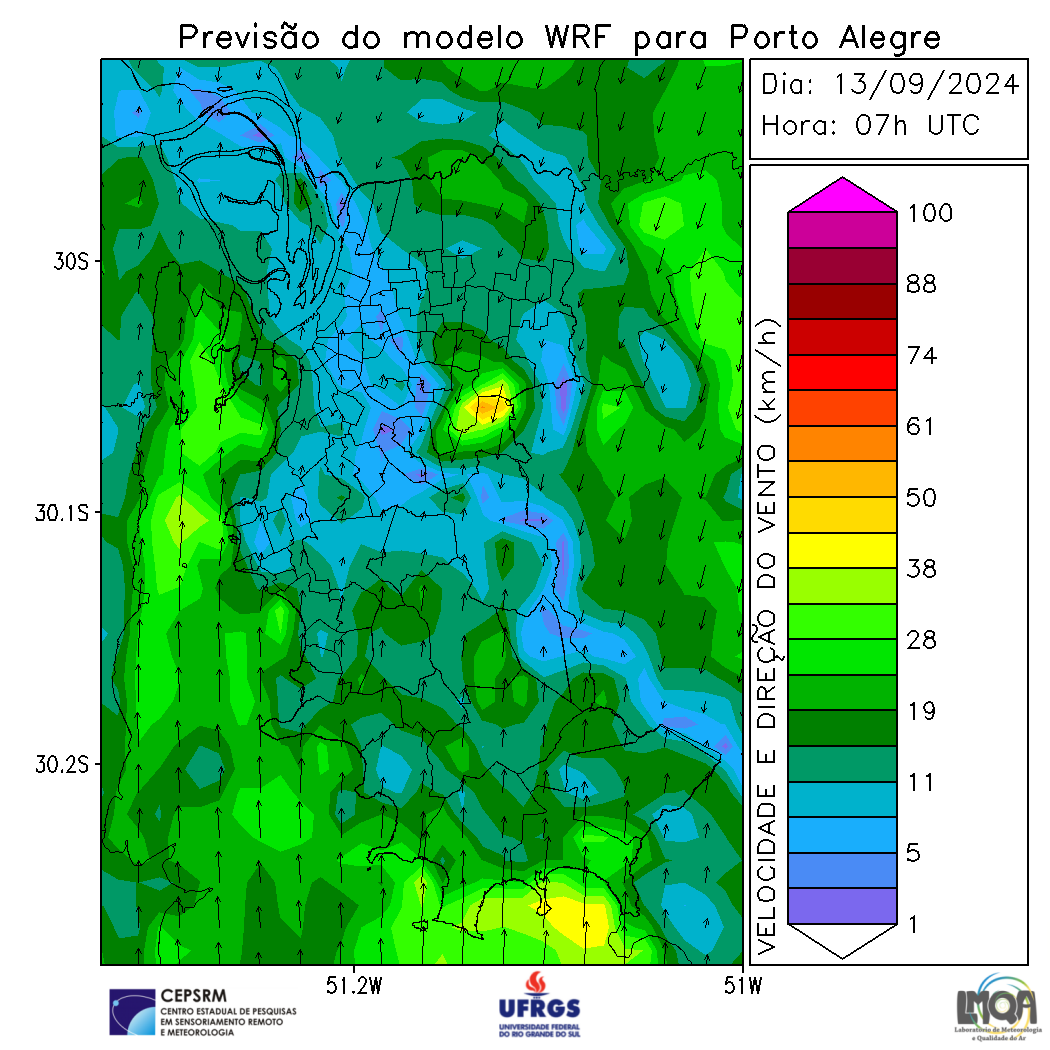 Previsão do modelo WRF para Porto Alegre
Dia: 13/09/2024
Hora: 07h UTC
30S
30.1S
30.2S
51.2W
51W
VELOCIDADE E DIREÇÃO DO VENTO (km/h)
100
88
74
61
50
38
28
19
11
5
1
CEPSRM
CENTRO ESTADUAL DE PESQUISAS
EM SENSORIAMENTO REMOTO
E METEOROLOGIA
UFRGS
UNIVERSIDADE FEDERAL
DO RIO GRANDE DO SUL
LMQA
Laboratório de Meteorologia
e Qualidade do Ar